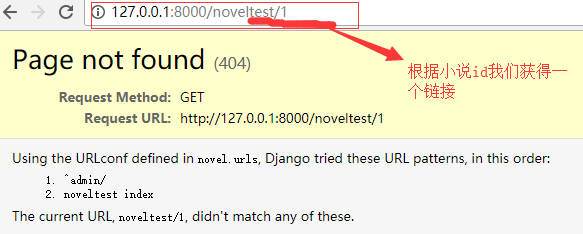 127.0.0.1:8000/noveltest/1
Page not found (404)
Request Method: GET
Request URL: http://127.0.0.1:8000/noveltest/1
根据小说id我们获得一
个链接
Using the URLconf defined in novel.urls, Django tried these URL patterns, in this order:
1. ^admin/
2. noveltest index
The current URL, noveltest/1, didn't match any of these.